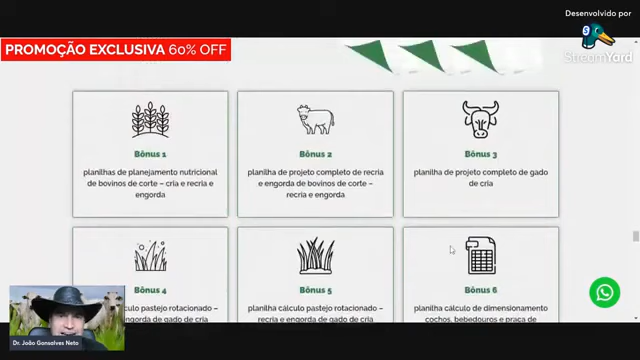 Desenvolvido por
StreamYard
PROMOÇÃO EXCLUSIVA 60% OFF
Bônus 1
planilhas de planejamento nutricional
de bovinos de corte – cria e recria e
engorda
Bônus 2
planilha de projeto completo de recria
e engorda de bovinos de corte –
recria e engorda
Bônus 3
planilha de projeto completo de gado
de cria
Bônus 4
culo pastejo rotacionado –
engorda de gado de cria
Bônus 5
planilha cálculo pastejo rotacionado –
recria e engorda de gado de cria
Bônus 6
planilha cálculo de dimensionamento
cochos, bebedouros e praça de
Dr. João Gonsalves Neto